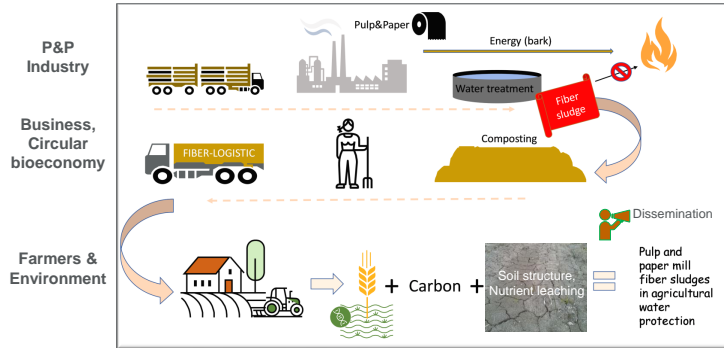 P&P
Industry
Pulp&Paper
Energy (bark)
Water treatment
Fiber
sludge
Business,
Circular
bioeconomy
FIBER-LOGISTIC
Composting
Farmers &
Environment
+ Carbon +
Soil structure,
Nutrient leaching
Dissemination
Pulp and
paper mill
fiber sludges
in agricultural
water
protection